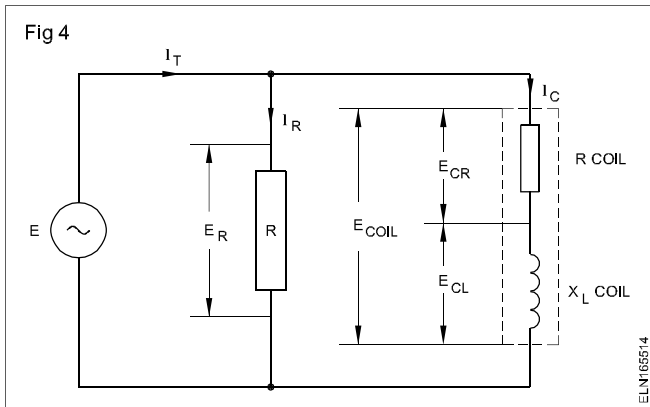 Fig 4
I_T
I_C
I_R
R COIL
E_CR
E
E_R
R
E_COIL
E_CL
X_L COIL
ELN165514